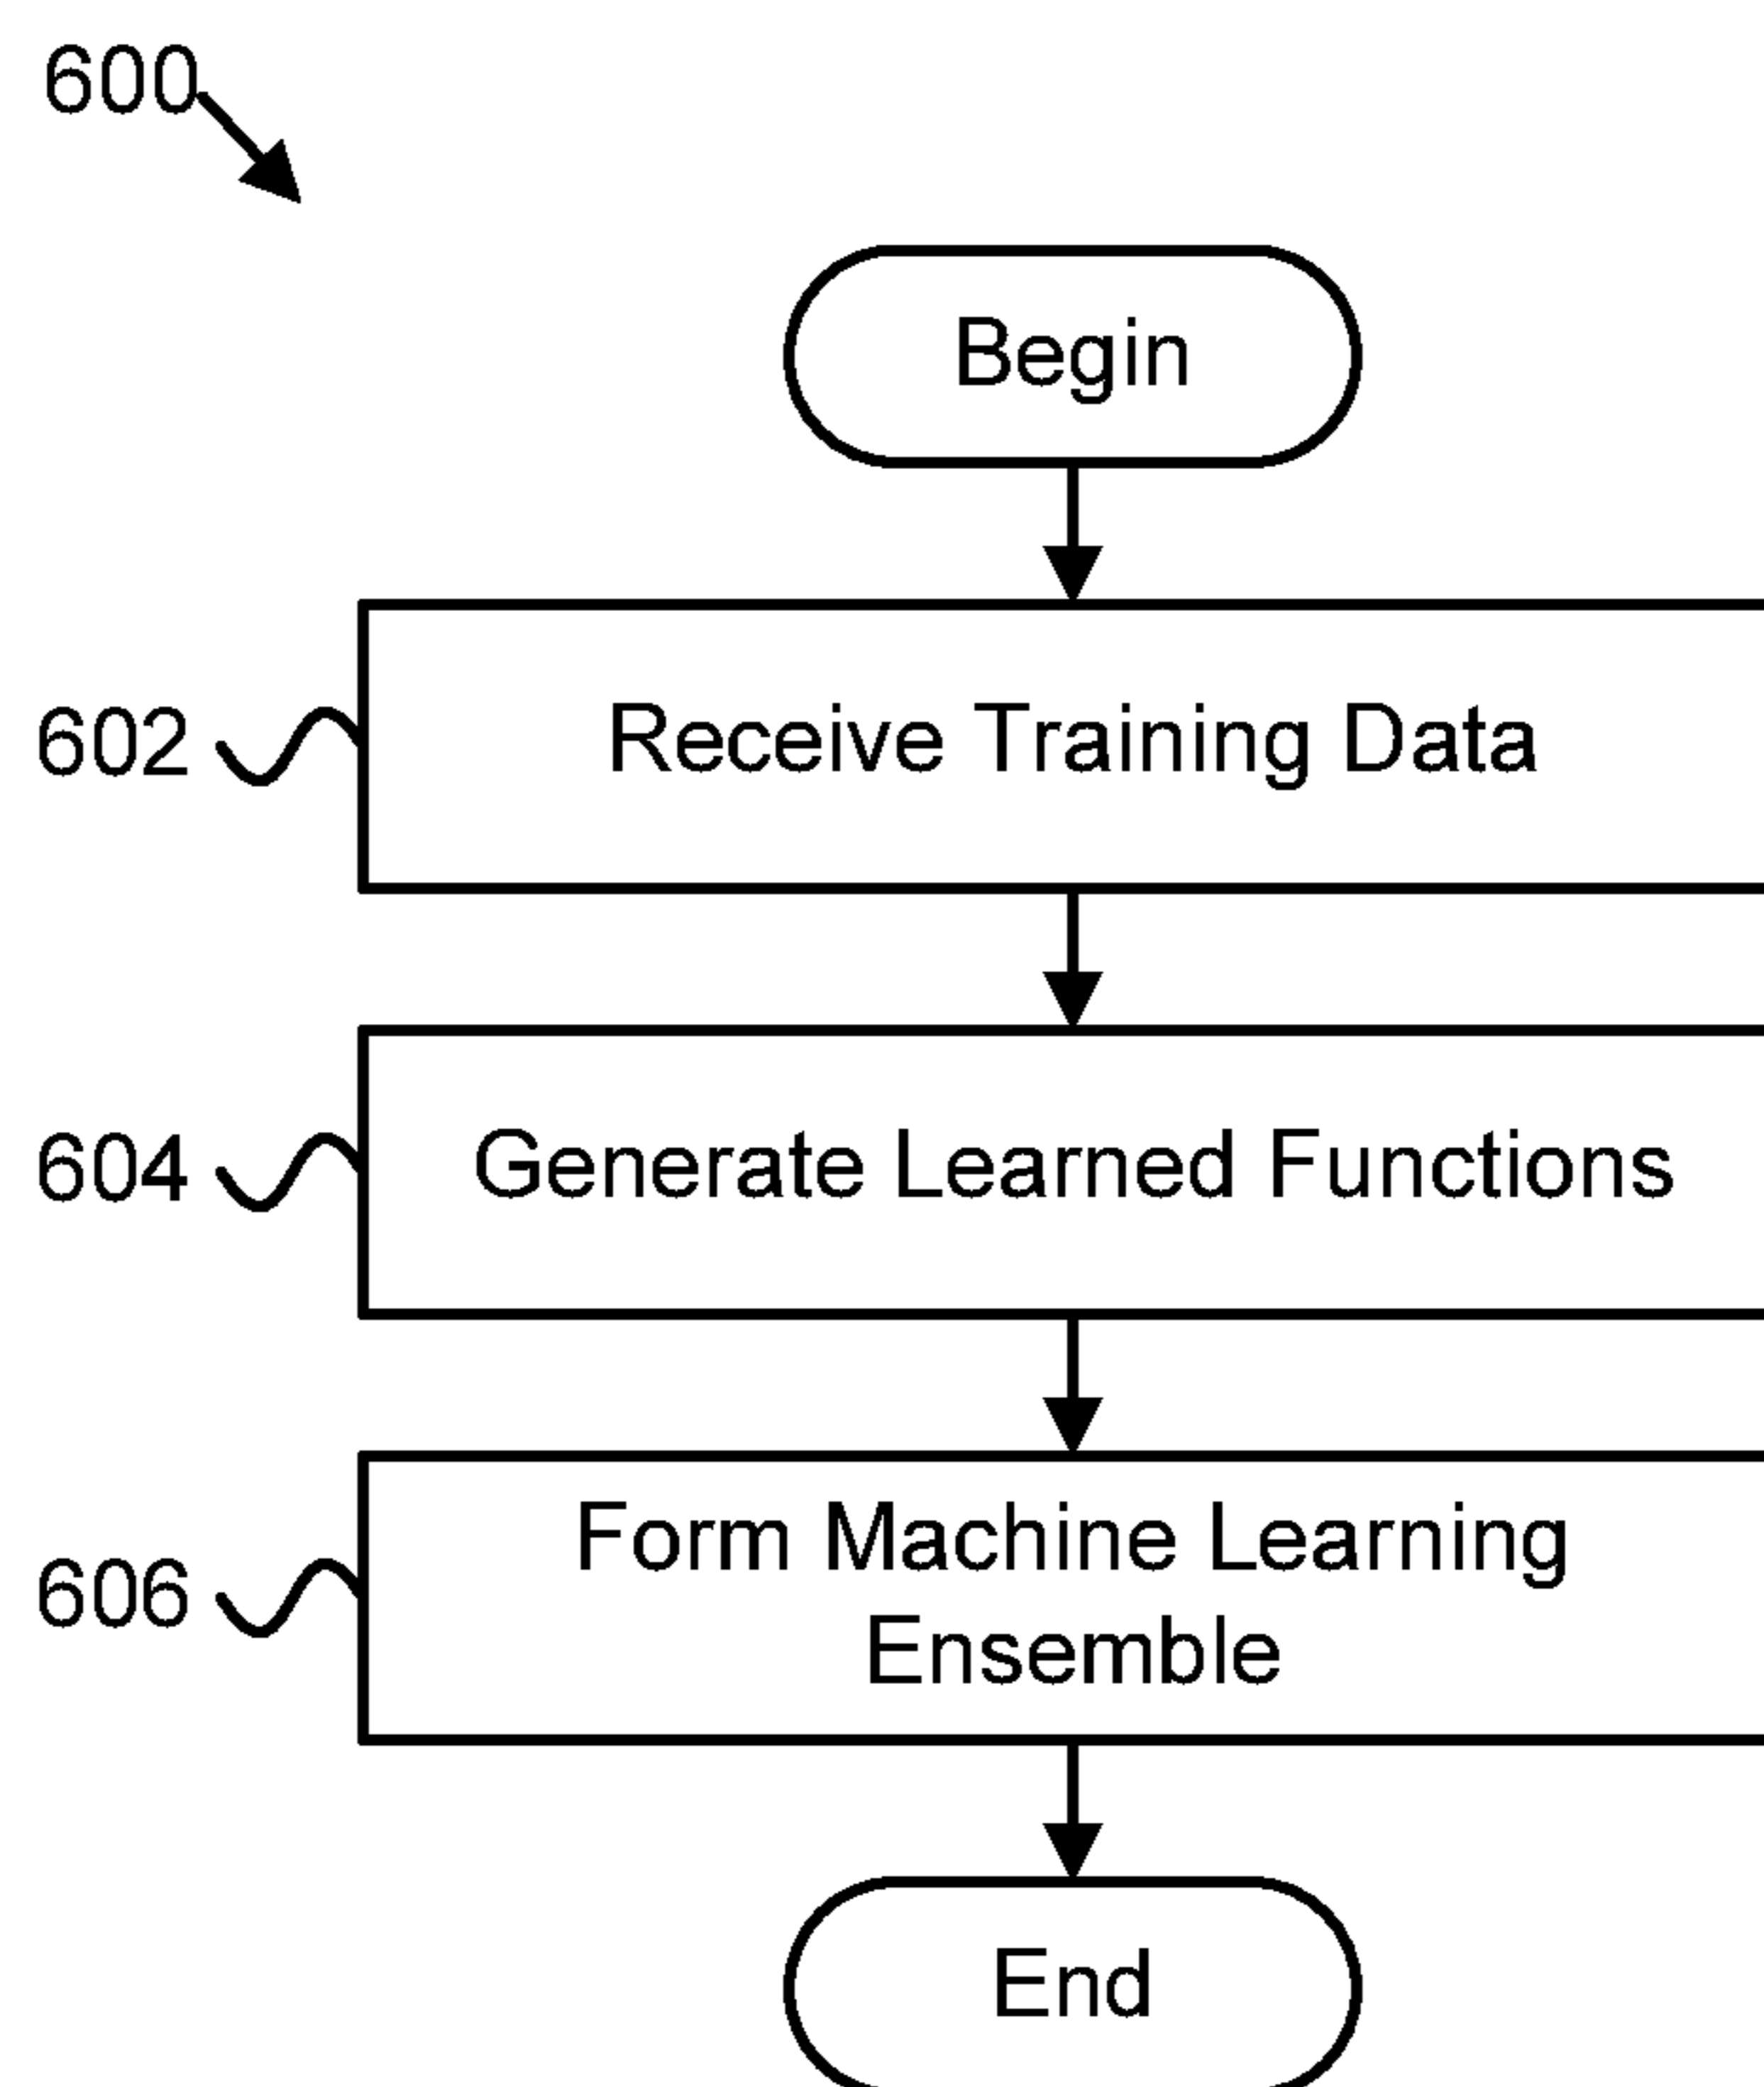 600
Begin
602
Receive Training Data
604
Generate Learned Functions
606
Form Machine Learning
Ensemble
End